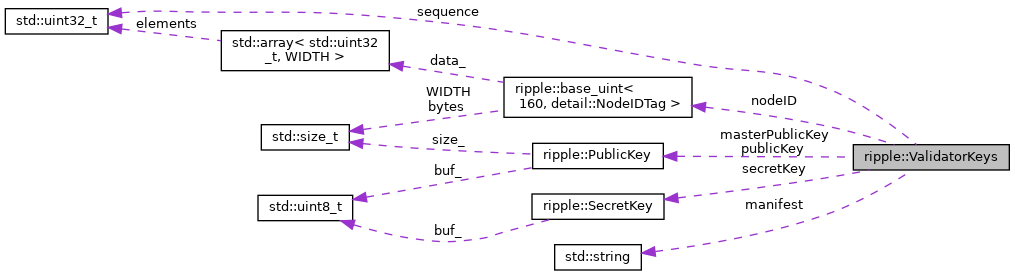 sequence
std::uint32_t
elements
std::array< std::uint32
_t, WIDTH >
data_
ripple::base_uint<
160, detail::NodeIDTag >
nodeID
WIDTH
bytes
std::size_t
size_
masterPublicKey
publicKey
ripple::PublicKey
ripple::ValidatorKeys
buf_
secretKey
std::uint8_t
ripple::SecretKey
manifest
buf_
std::string